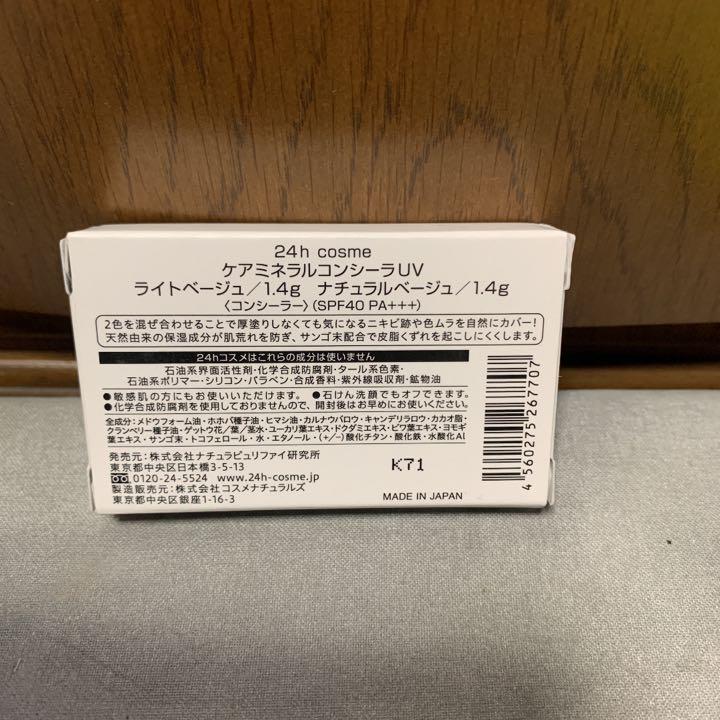 24h cosme
ケアミネラルコンシーラUV
ライトベージュ／1.4g　ナチュラルベージュ／1.4g
〈コンシーラー〉(SPF40 PA+++)
2色を混ぜ合わせることで厚塗りしなくても気になるニキビ跡や色ムラを自然にカバー!
天然由来の保湿成分が肌荒れを防ぎ、サンゴ末配合で皮脂くずれを起こしにくくします。
24hコスメはこれらの成分は使いません
石油系界面活性剤・化学合成防腐剤・タール系色素・
石油系ポリマー・シリコン・パラベン・合成香料・紫外線吸収剤・鉱物油
●敏感肌の方にもお使いいただけます。 ●石けん洗顔でもオフできます。
●化学合成防腐剤を使用しておりませんので、開封後はお早めにお使いください。
全成分：メドウフォーム油・ホホバ種子油・ヒマシ油・カルナウバロウ・キャンデリラロウ・カカオ脂・
クランベリー種子油・ゲットウ花／葉／茎水・ユーカリ葉エキス・ドクダミエキス・ビワ葉エキス・ヨモギ
葉エキス・サンゴ末・トコフェロール・水・エタノール・(+/−)酸化チタン・酸化鉄・水酸化Al
発売元：株式会社ナチュラピュリファイ研究所
東京都中央区日本橋3-5-13
0120-24-5524 www.24h-cosme.jp
製造販売元：株式会社コスメナチュラルズ
東京都中央区銀座1-16-3
K71
MADE IN JAPAN
4 560275 267707